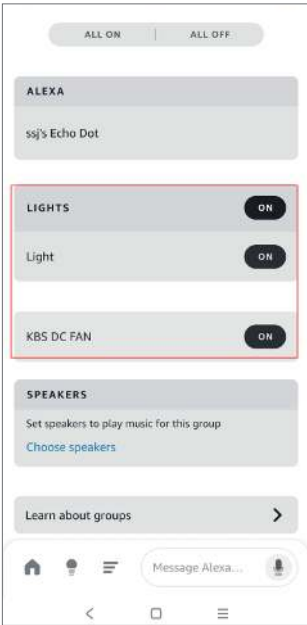 ALL ON | ALL OFF
ALEXA
ssj's Echo Dot
LIGHTS ON
Light ON
KBS DC FAN ON
SPEAKERS
Set speakers to play music for this group
Choose speakers
Learn about groups
Message Alexa...